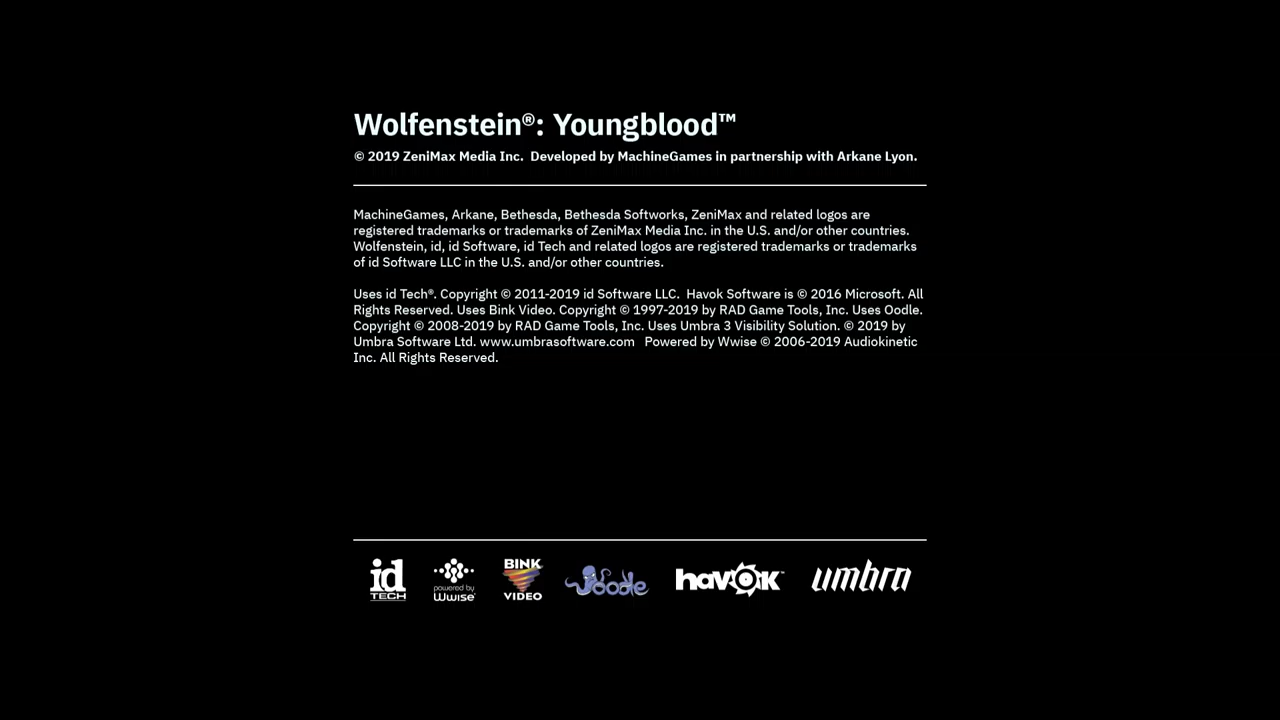 Wolfenstein®: Youngblood™
© 2019 ZeniMax Media Inc.  Developed by MachineGames in partnership with Arkane Lyon.
MachineGames, Arkane, Bethesda, Bethesda Softworks, ZeniMax and related logos are
registered trademarks or trademarks of ZeniMax Media Inc. in the U.S. and/or other countries.
Wolfenstein, id, id Software, id Tech and related logos are registered trademarks or trademarks
of id Software LLC in the U.S. and/or other countries.
Uses id Tech®. Copyright © 2011-2019 id Software LLC.  Havok Software is © 2016 Microsoft. All
Rights Reserved. Uses Bink Video. Copyright © 1997-2019 by RAD Game Tools, Inc. Uses Oodle.
Copyright © 2008-2019 by RAD Game Tools, Inc. Uses Umbra 3 Visibility Solution. © 2019 by
Umbra Software Ltd. www.umbrasoftware.com   Powered by Wwise © 2006-2019 Audiokinetic
Inc. All Rights Reserved.
id
TECH
powered by
Wwise
BINK
VIDEO
oodle
havok™
umbra